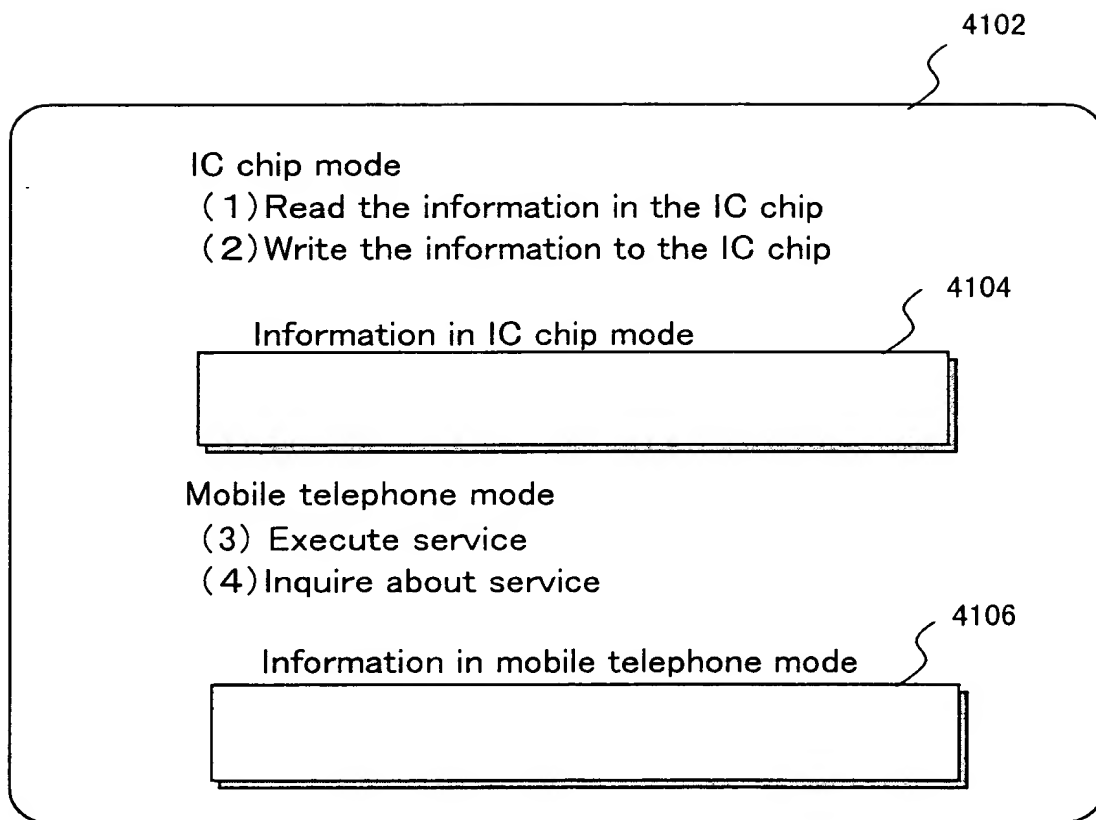 4102
IC chip mode
(1)Read the information in the IC chip
(2)Write the information to the IC chip
4104
Information in IC chip mode
Mobile telephone mode
(3) Execute service
(4)Inquire about service
4106
Information in mobile telephone mode